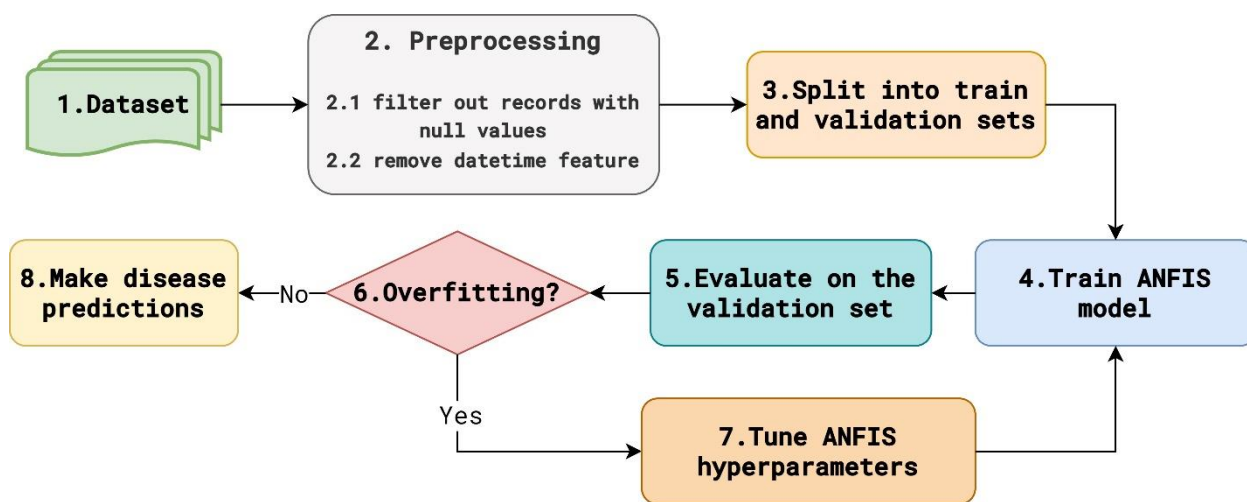 1.Dataset
2. Preprocessing
2.1 filter out records with
null values
2.2 remove datetime feature
3.Split into train
and validation sets
4.Train ANFIS
model
5.Evaluate on the
validation set
6.Overfitting?
No
8.Make disease
predictions
Yes
7.Tune ANFIS
hyperparameters